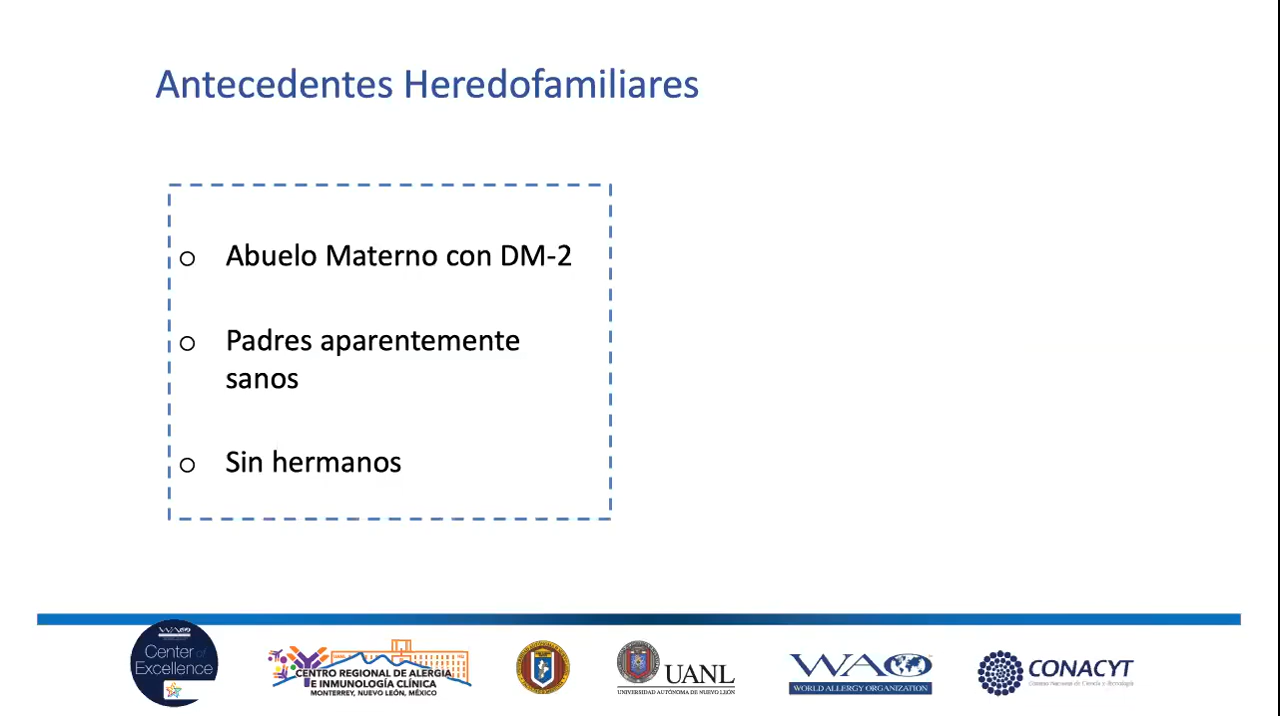 Antecedentes Heredofamiliares
o Abuelo Materno con DM-2
o Padres aparentemente
sanos
o Sin hermanos
WAO
Center of
Excellence
CENTRO REGIONAL DE ALERGIA
E INMUNOLOGÍA CLÍNICA
MONTERREY, NUEVO LEÓN, MÉXICO
UANL
UNIVERSIDAD AUTÓNOMA DE NUEVO LEÓN
WAO
WORLD ALLERGY ORGANIZATION
CONACYT
Consejo Nacional de Ciencia y Tecnología